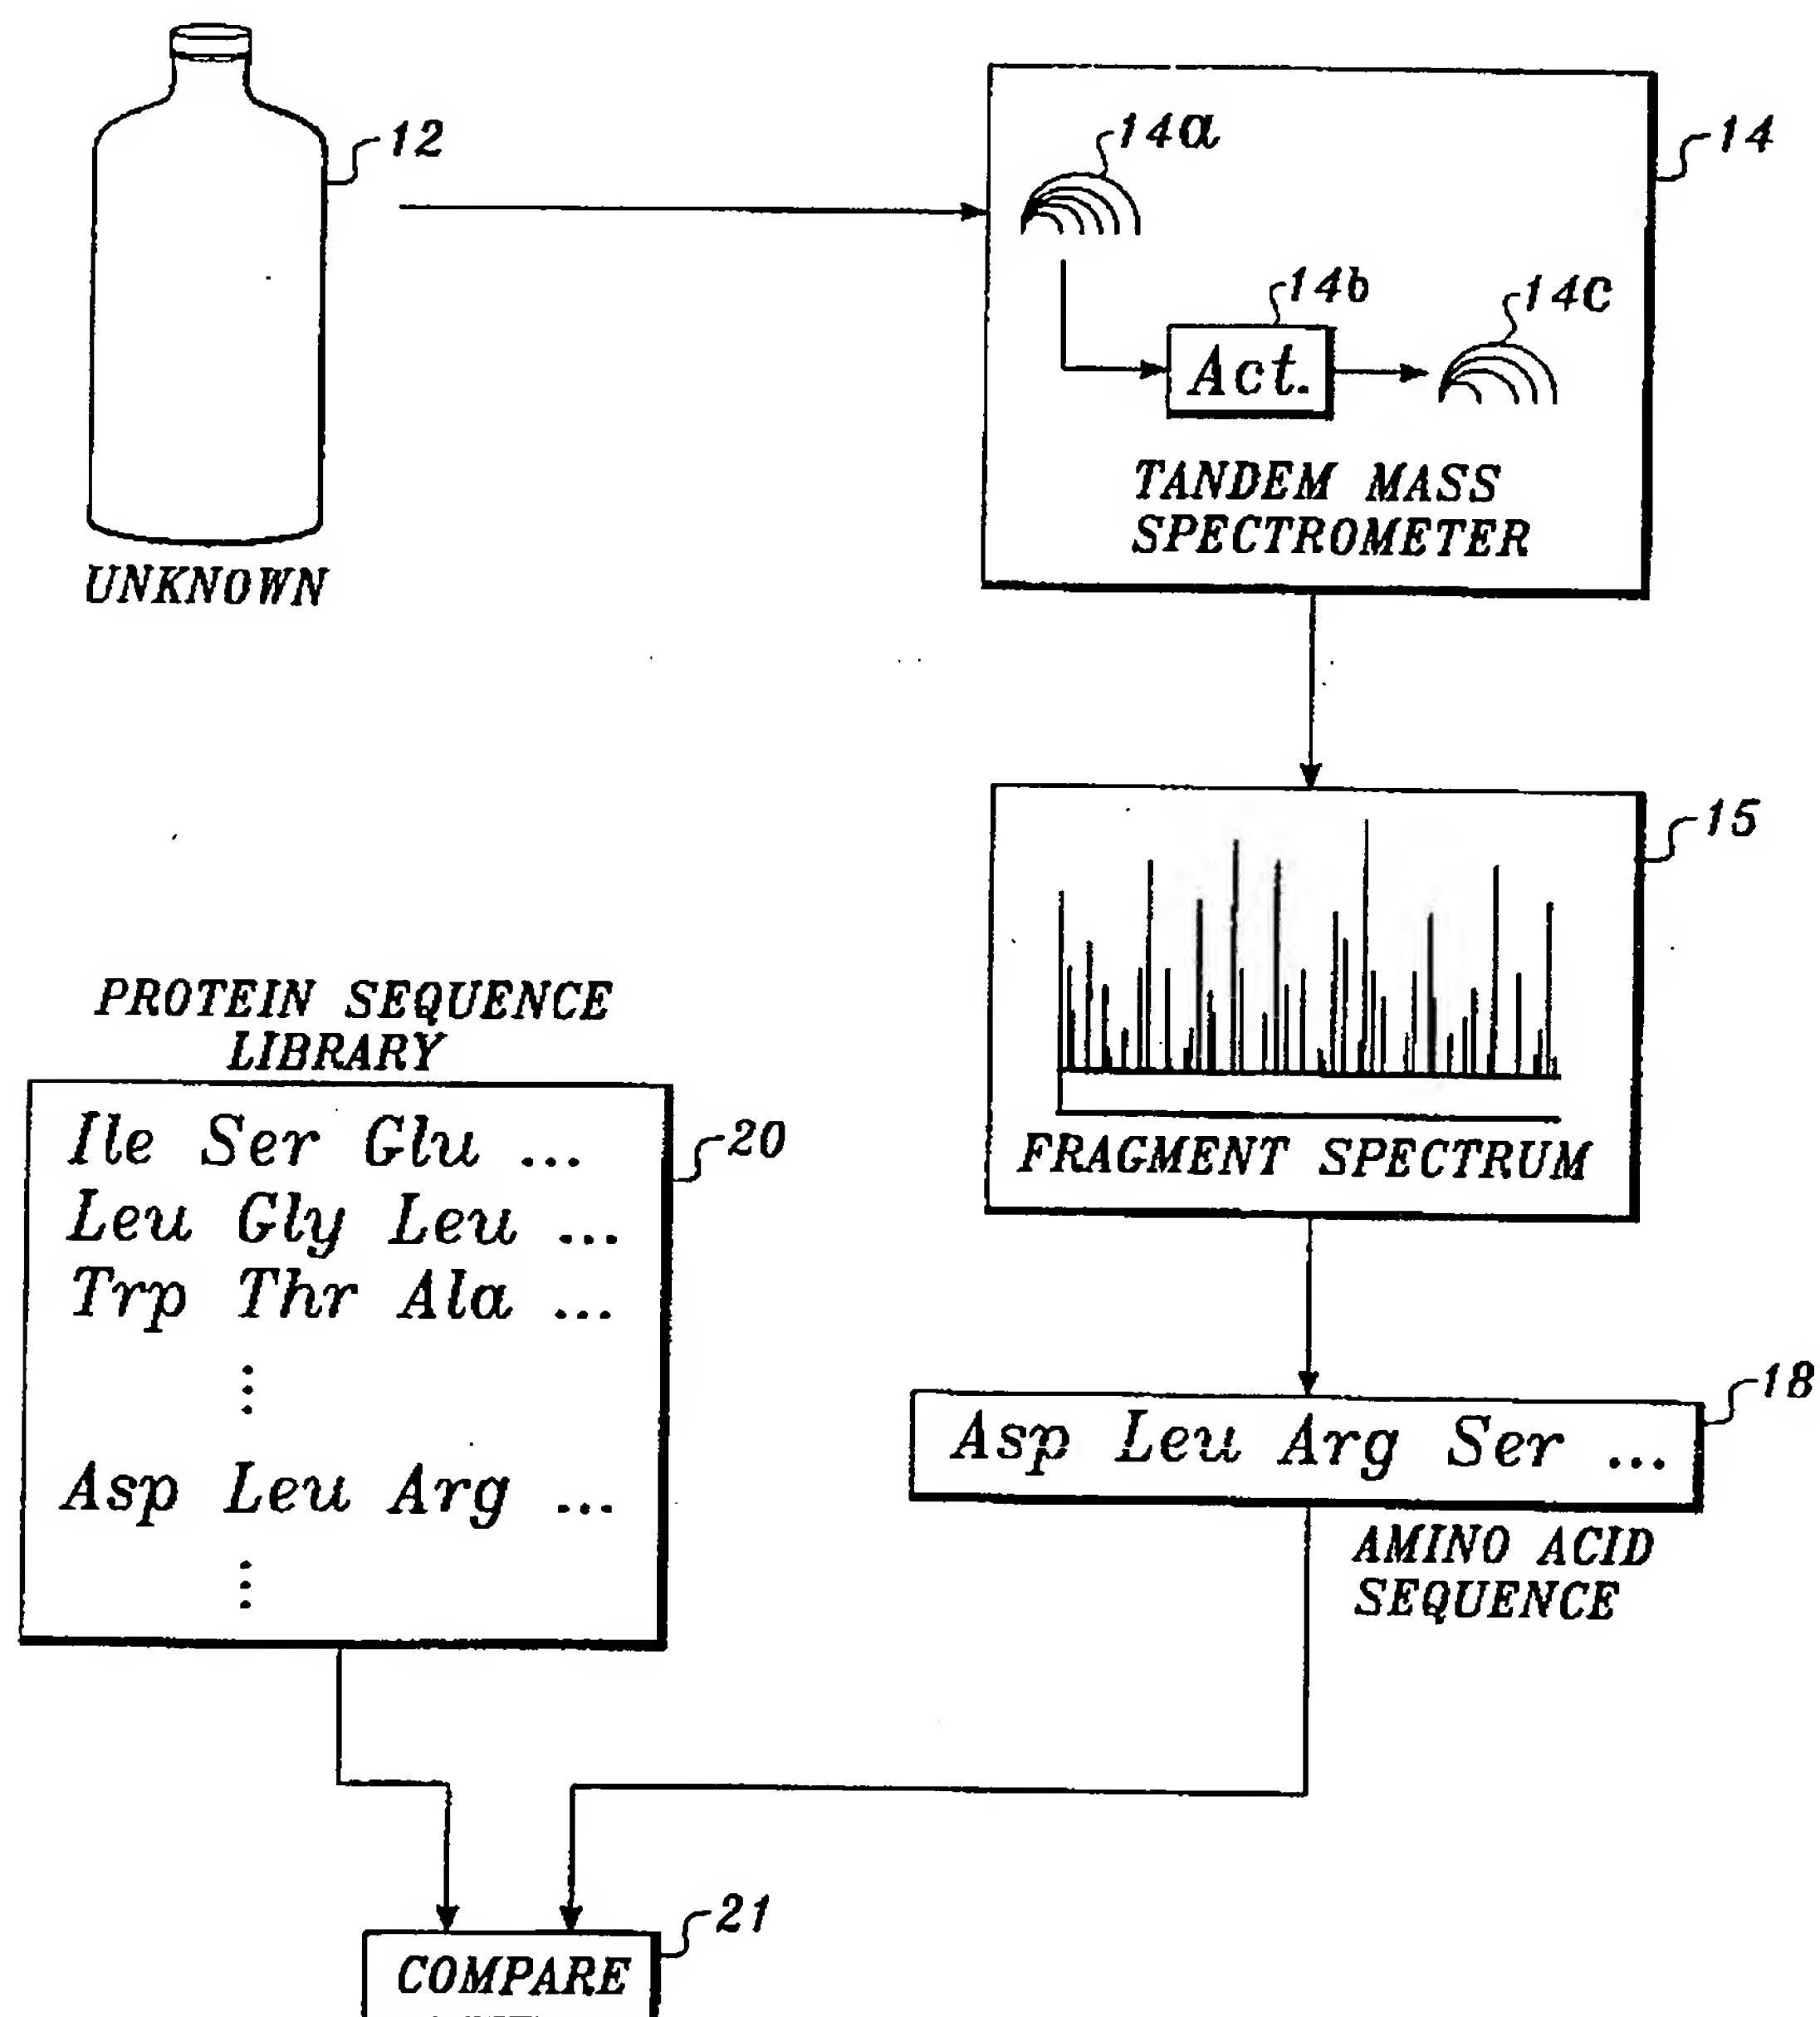 12
UNKNOWN
14a
14
14b
14c
Act.
TANDEM MASS
SPECTROMETER
15
FRAGMENT SPECTRUM
PROTEIN SEQUENCE
LIBRARY
20
Ile Ser Glu ...
Leu Gly Leu ...
Trp Thr Ala ...
Asp Leu Arg ...
18
Asp Leu Arg Ser ...
AMINO ACID
SEQUENCE
21
COMPARE